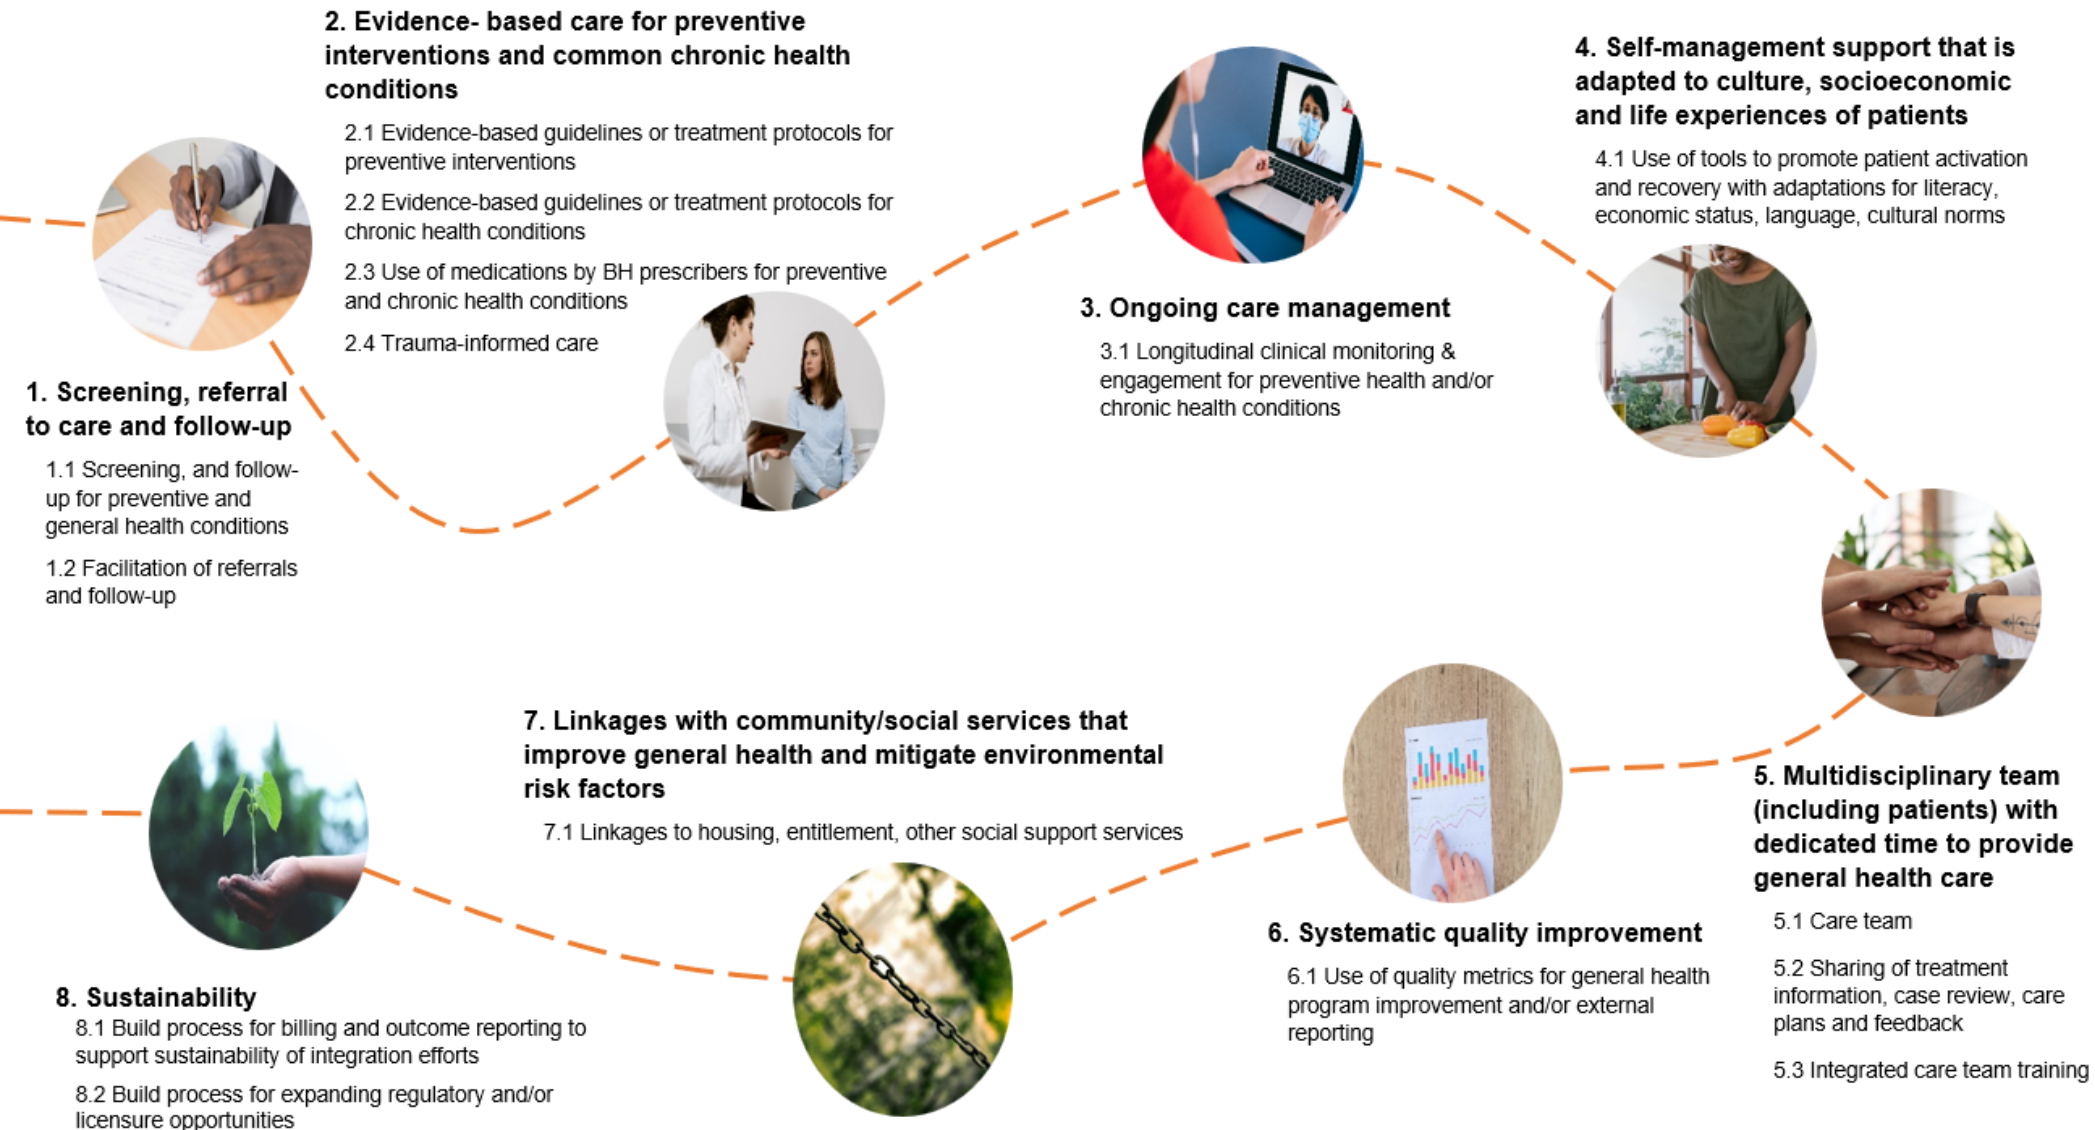 1. Screening, referral
to care and follow-up
1.1 Screening, and follow-
up for preventive and
general health conditions
1.2 Facilitation of referrals
and follow-up
2. Evidence- based care for preventive
interventions and common chronic health
conditions
2.1 Evidence-based guidelines or treatment protocols for
preventive interventions
2.2 Evidence-based guidelines or treatment protocols for
chronic health conditions
2.3 Use of medications by BH prescribers for preventive
and chronic health conditions
2.4 Trauma-informed care
3. Ongoing care management
3.1 Longitudinal clinical monitoring &
engagement for preventive health and/or
chronic health conditions
4. Self-management support that is
adapted to culture, socioeconomic
and life experiences of patients
4.1 Use of tools to promote patient activation
and recovery with adaptations for literacy,
economic status, language, cultural norms
5. Multidisciplinary team
(including patients) with
dedicated time to provide
general health care
5.1 Care team
5.2 Sharing of treatment
information, case review, care
plans and feedback
5.3 Integrated care team training
6. Systematic quality improvement
6.1 Use of quality metrics for general health
program improvement and/or external
reporting
7. Linkages with community/social services that
improve general health and mitigate environmental
risk factors
7.1 Linkages to housing, entitlement, other social support services
8. Sustainability
8.1 Build process for billing and outcome reporting to
support sustainability of integration efforts
8.2 Build process for expanding regulatory and/or
licensure opportunities